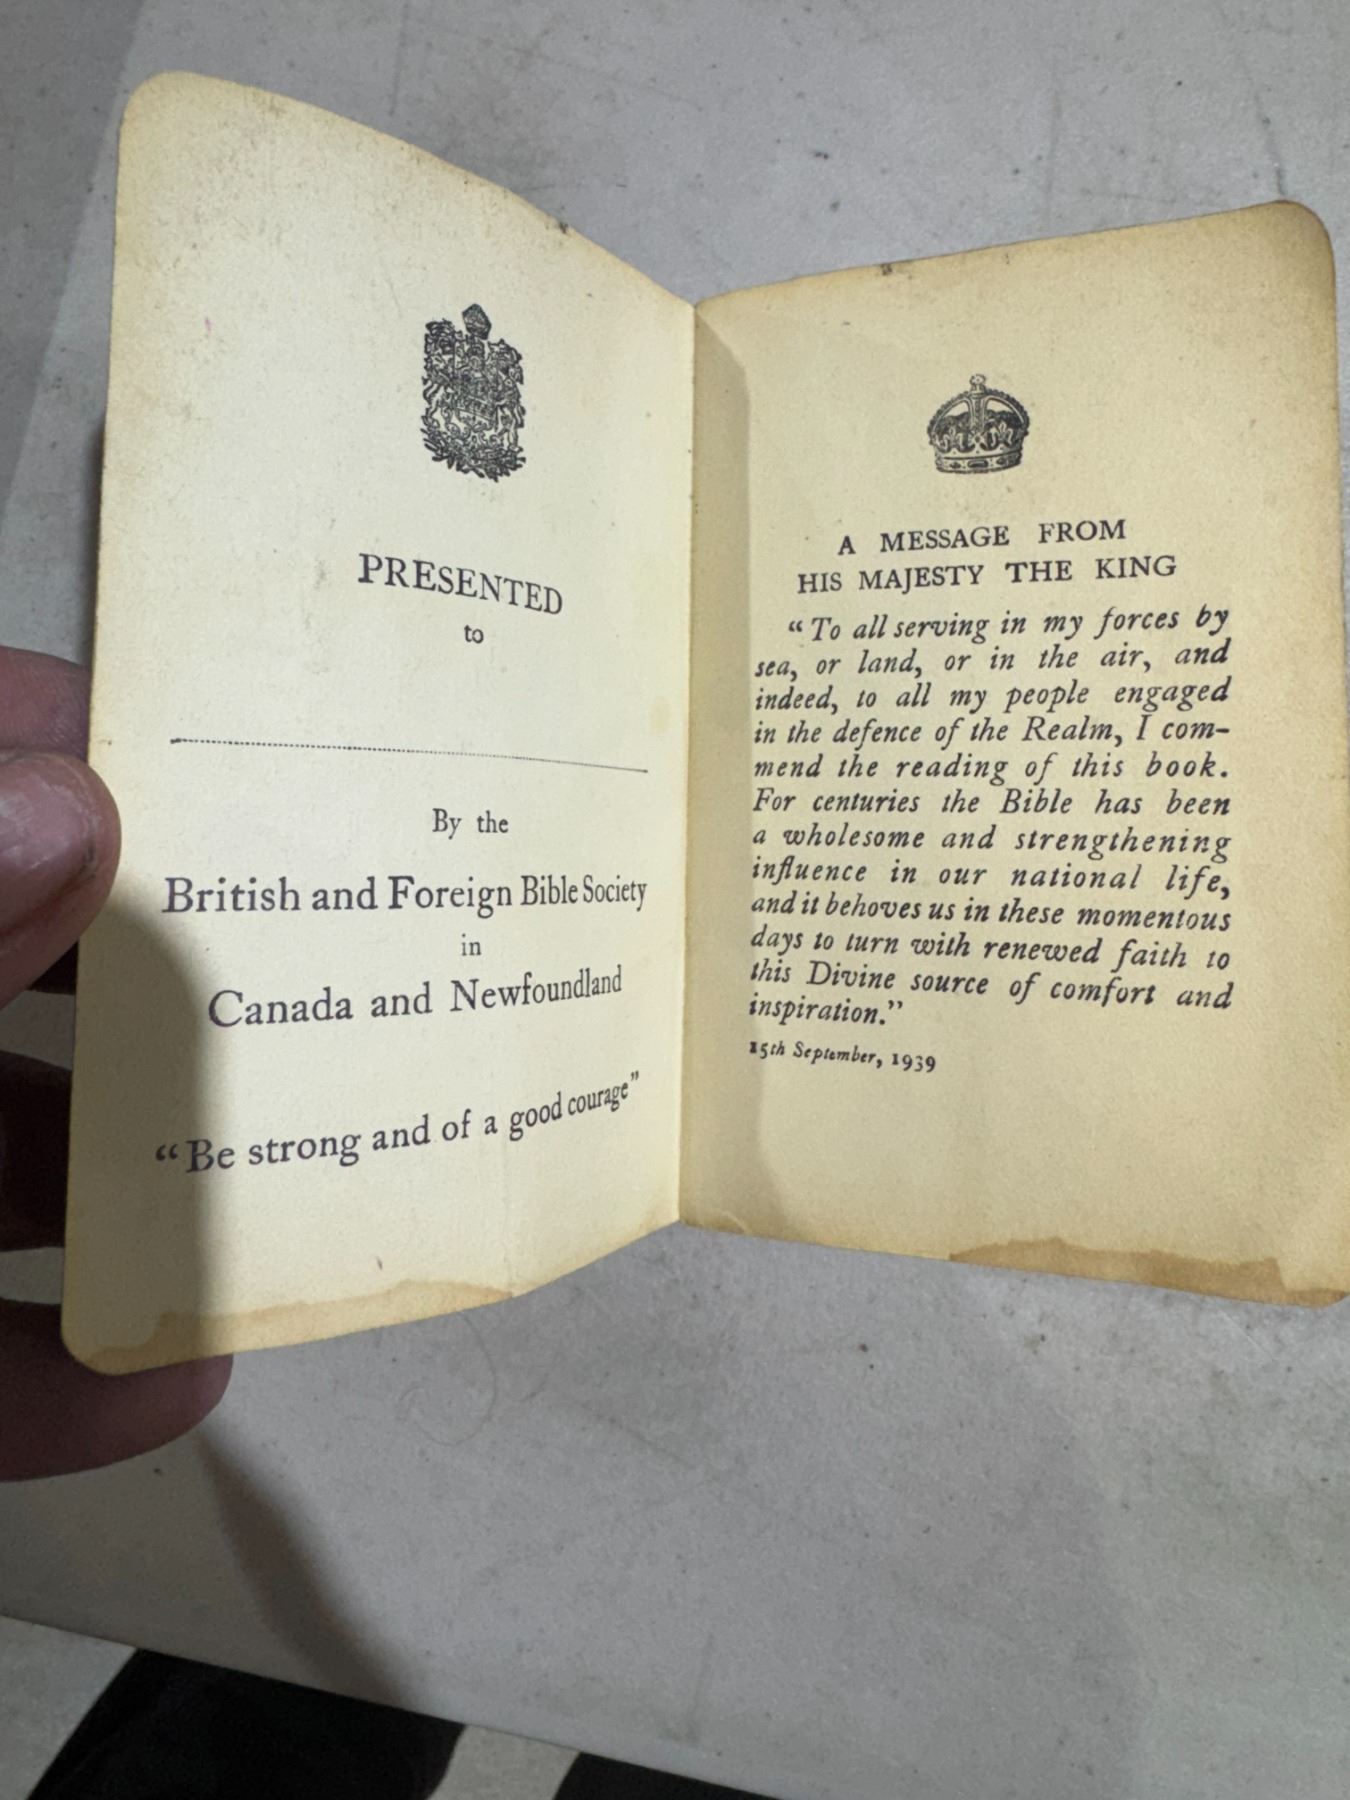 PRESENTED
to
By the
British and Foreign Bible Society
in
Canada and Newfoundland
"Be strong and of a good courage"
A MESSAGE FROM
HIS MAJESTY THE KING
"To all serving in my forces by
sea, or land, or in the air, and
indeed, to all my people engaged
in the defence of the Realm, I com-
mend the reading of this book.
For centuries the Bible has been
a wholesome and strengthening
influence in our national life,
and it behoves us in these momentous
days to turn with renewed faith to
this Divine source of comfort and
inspiration."
15th September, 1939